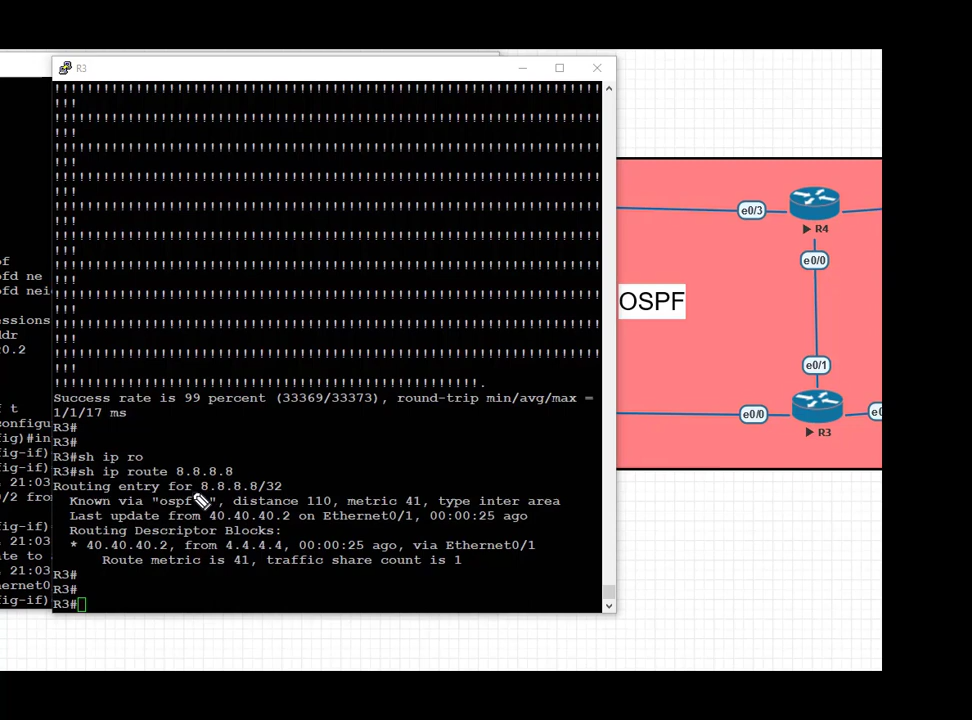 R3
!!!!!!!!!!!!!!!!!!!!!!!!!!!!!!!!!!!!!!!!!!!!!!!!!!!!!!!!!!!!!!!!!!
!!!
!!!!!!!!!!!!!!!!!!!!!!!!!!!!!!!!!!!!!!!!!!!!!!!!!!!!!!!!!!!!!!!!!!
!!!
!!!!!!!!!!!!!!!!!!!!!!!!!!!!!!!!!!!!!!!!!!!!!!!!!!!!!!!!!!!!!!!!!!
!!!
!!!!!!!!!!!!!!!!!!!!!!!!!!!!!!!!!!!!!!!!!!!!!!!!!!!!!!!!!!!!!!!!!!
!!!
!!!!!!!!!!!!!!!!!!!!!!!!!!!!!!!!!!!!!!!!!!!!!!!!!!!!!!!!!!!!!!!!!!
!!!
!!!!!!!!!!!!!!!!!!!!!!!!!!!!!!!!!!!!!!!!!!!!!!!!!!!!!!!!!!!!!!!!!!
!!!
!!!!!!!!!!!!!!!!!!!!!!!!!!!!!!!!!!!!!!!!!!!!!!!!!!!!!!!!!!!!!!!!!!
!!!
!!!!!!!!!!!!!!!!!!!!!!!!!!!!!!!!!!!!!!!!!!!!!!!!!!!!!!!!!!!!!!!!!!
!!!
!!!!!!!!!!!!!!!!!!!!!!!!!!!!!!!!!!!!!!!!!!!!!!!!!!!!!!!!!!!!!!!!!!
!!!
!!!!!!!!!!!!!!!!!!!!!!!!!!!!!!!!!!!!!!!!!!!!!!!!!!!!!!!!!!!!!!!!!!
!!!
!!!!!!!!!!!!!!!!!!!!!!!!!!!!!!!!!!!!!!!!!!!!!!!!!!!!.
Success rate is 99 percent (33369/33373), round-trip min/avg/max =
1/1/17 ms
R3#
R3#
R3#sh ip ro
R3#sh ip route 8.8.8.8
Routing entry for 8.8.8.8/32
Known via "ospf ", distance 110, metric 41, type inter area
Last update from 40.40.40.2 on Ethernet0/1, 00:00:25 ago
Routing Descriptor Blocks:
* 40.40.40.2, from 4.4.4.4, 00:00:25 ago, via Ethernet0/1
Route metric is 41, traffic share count is 1
R3#
R3#
R3#
e0/3
R4
e0/0
OSPF
e0/1
e0/0
R3